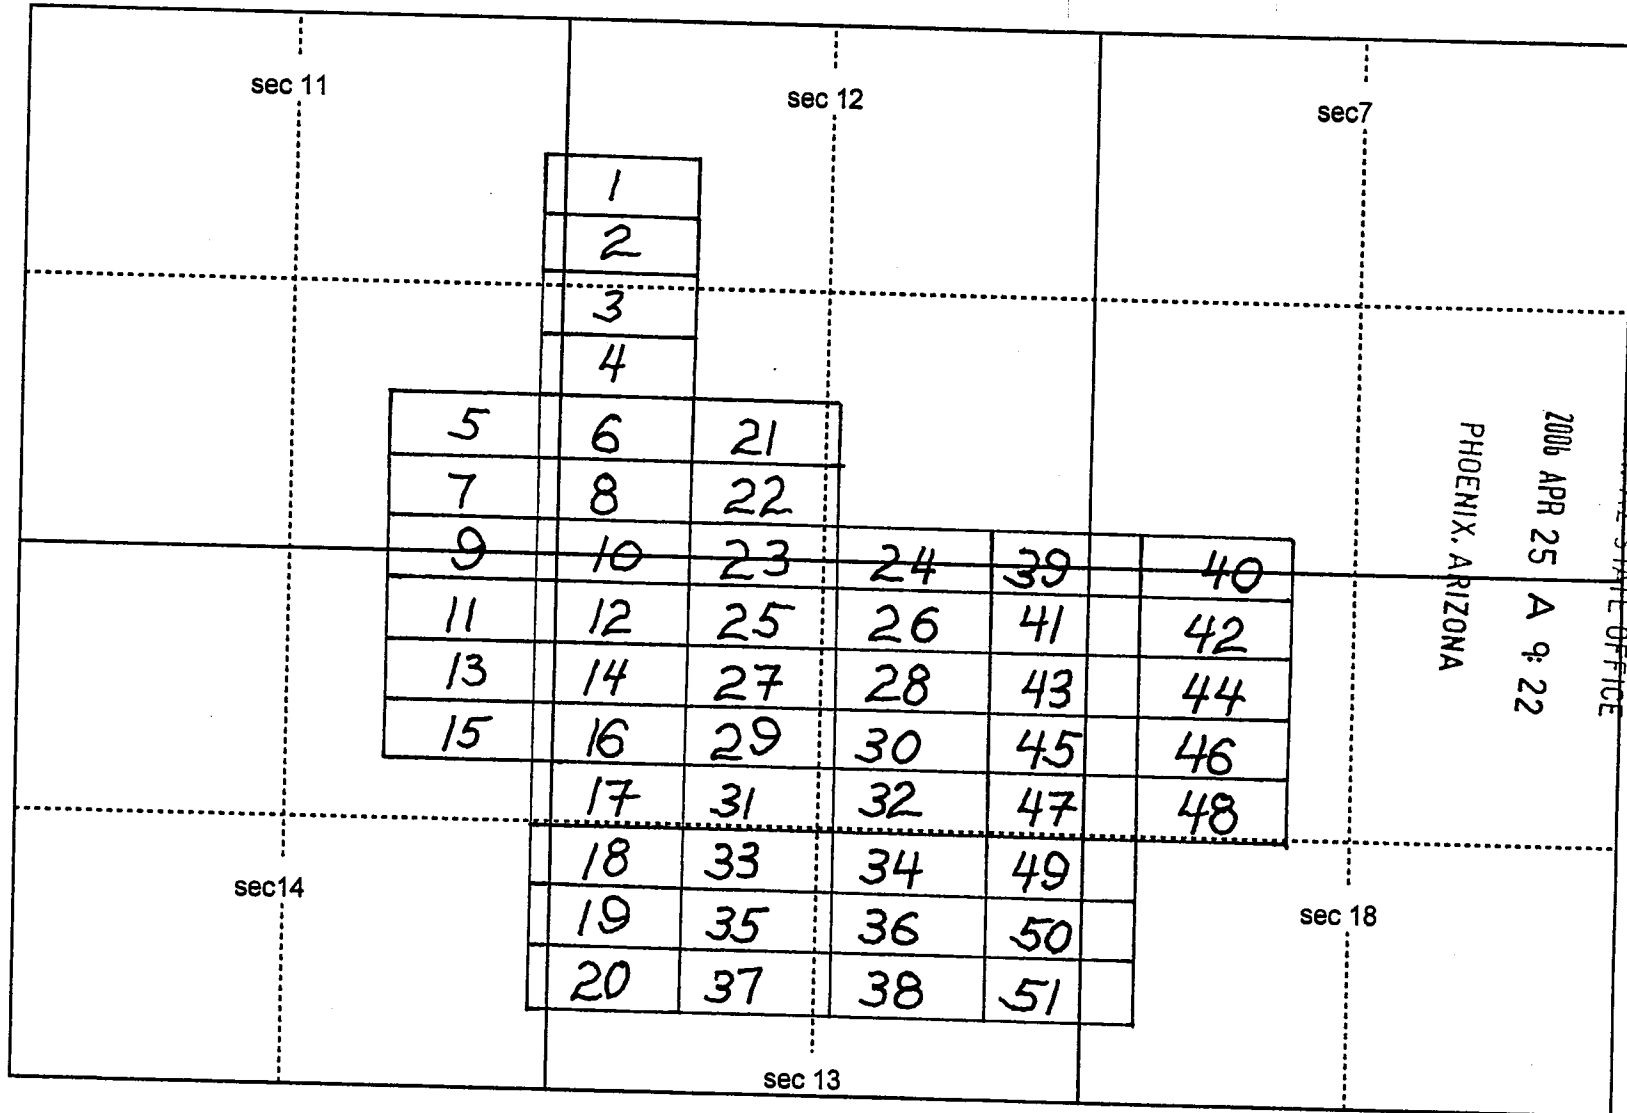 sec 11
sec 12
sec7
1
2
3
4
5 6 21
7 8 22
9 10 23 24 39 40
11 12 25 26 41 42
13 14 27 28 43 44
15 16 29 30 45 46
17 31 32 47 48
18 33 34 49
19 35 36 50
20 37 38 51
sec14
sec 18
sec 13
STATE OFFICE
2006 APR 25 A 9:22
PHOENIX, ARIZONA